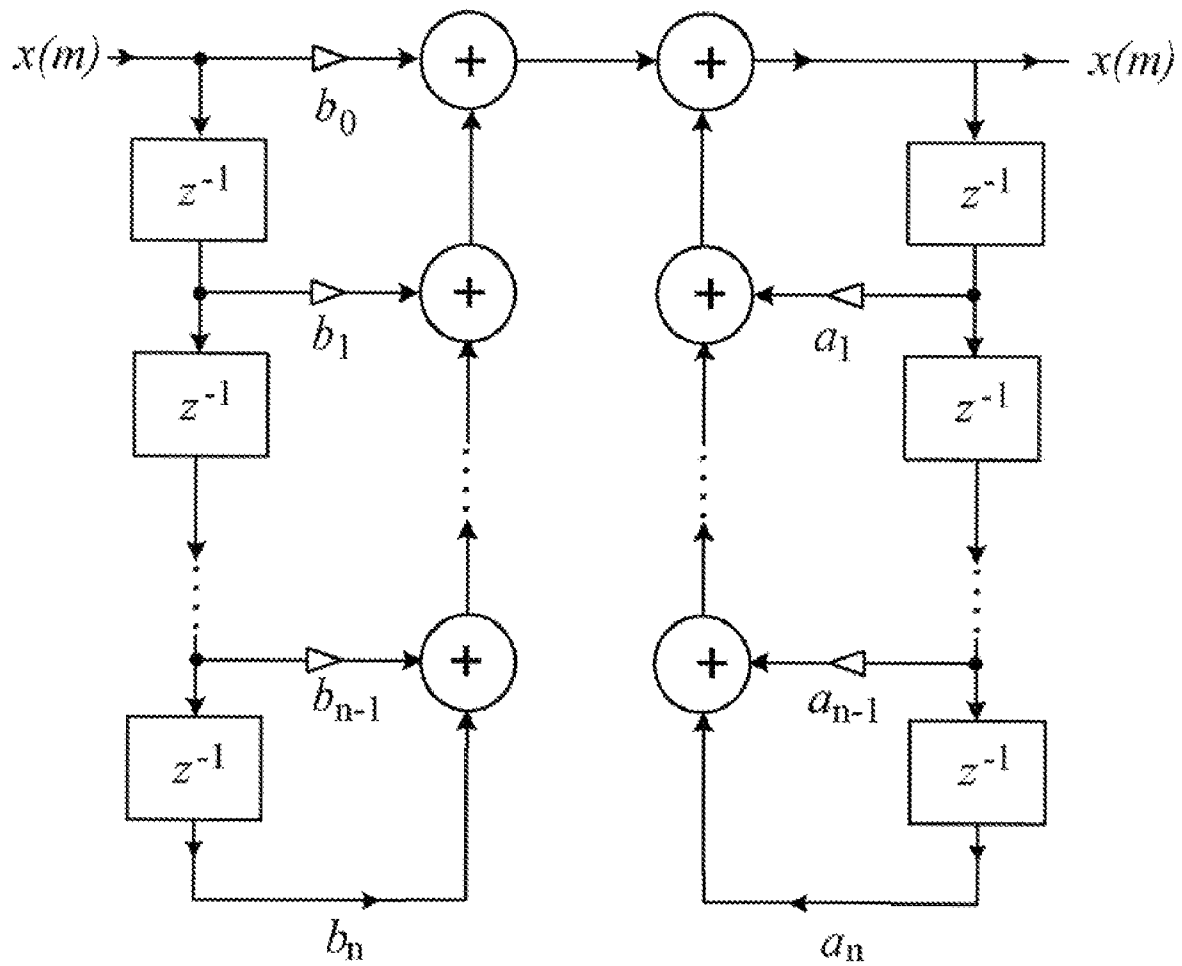 x(m) b₀ + + x(m)
z⁻¹ z⁻¹
b₁ + + a₁
z⁻¹ z⁻¹
bₙ₋₁ + + aₙ₋₁
z⁻¹ z⁻¹
bₙ aₙ